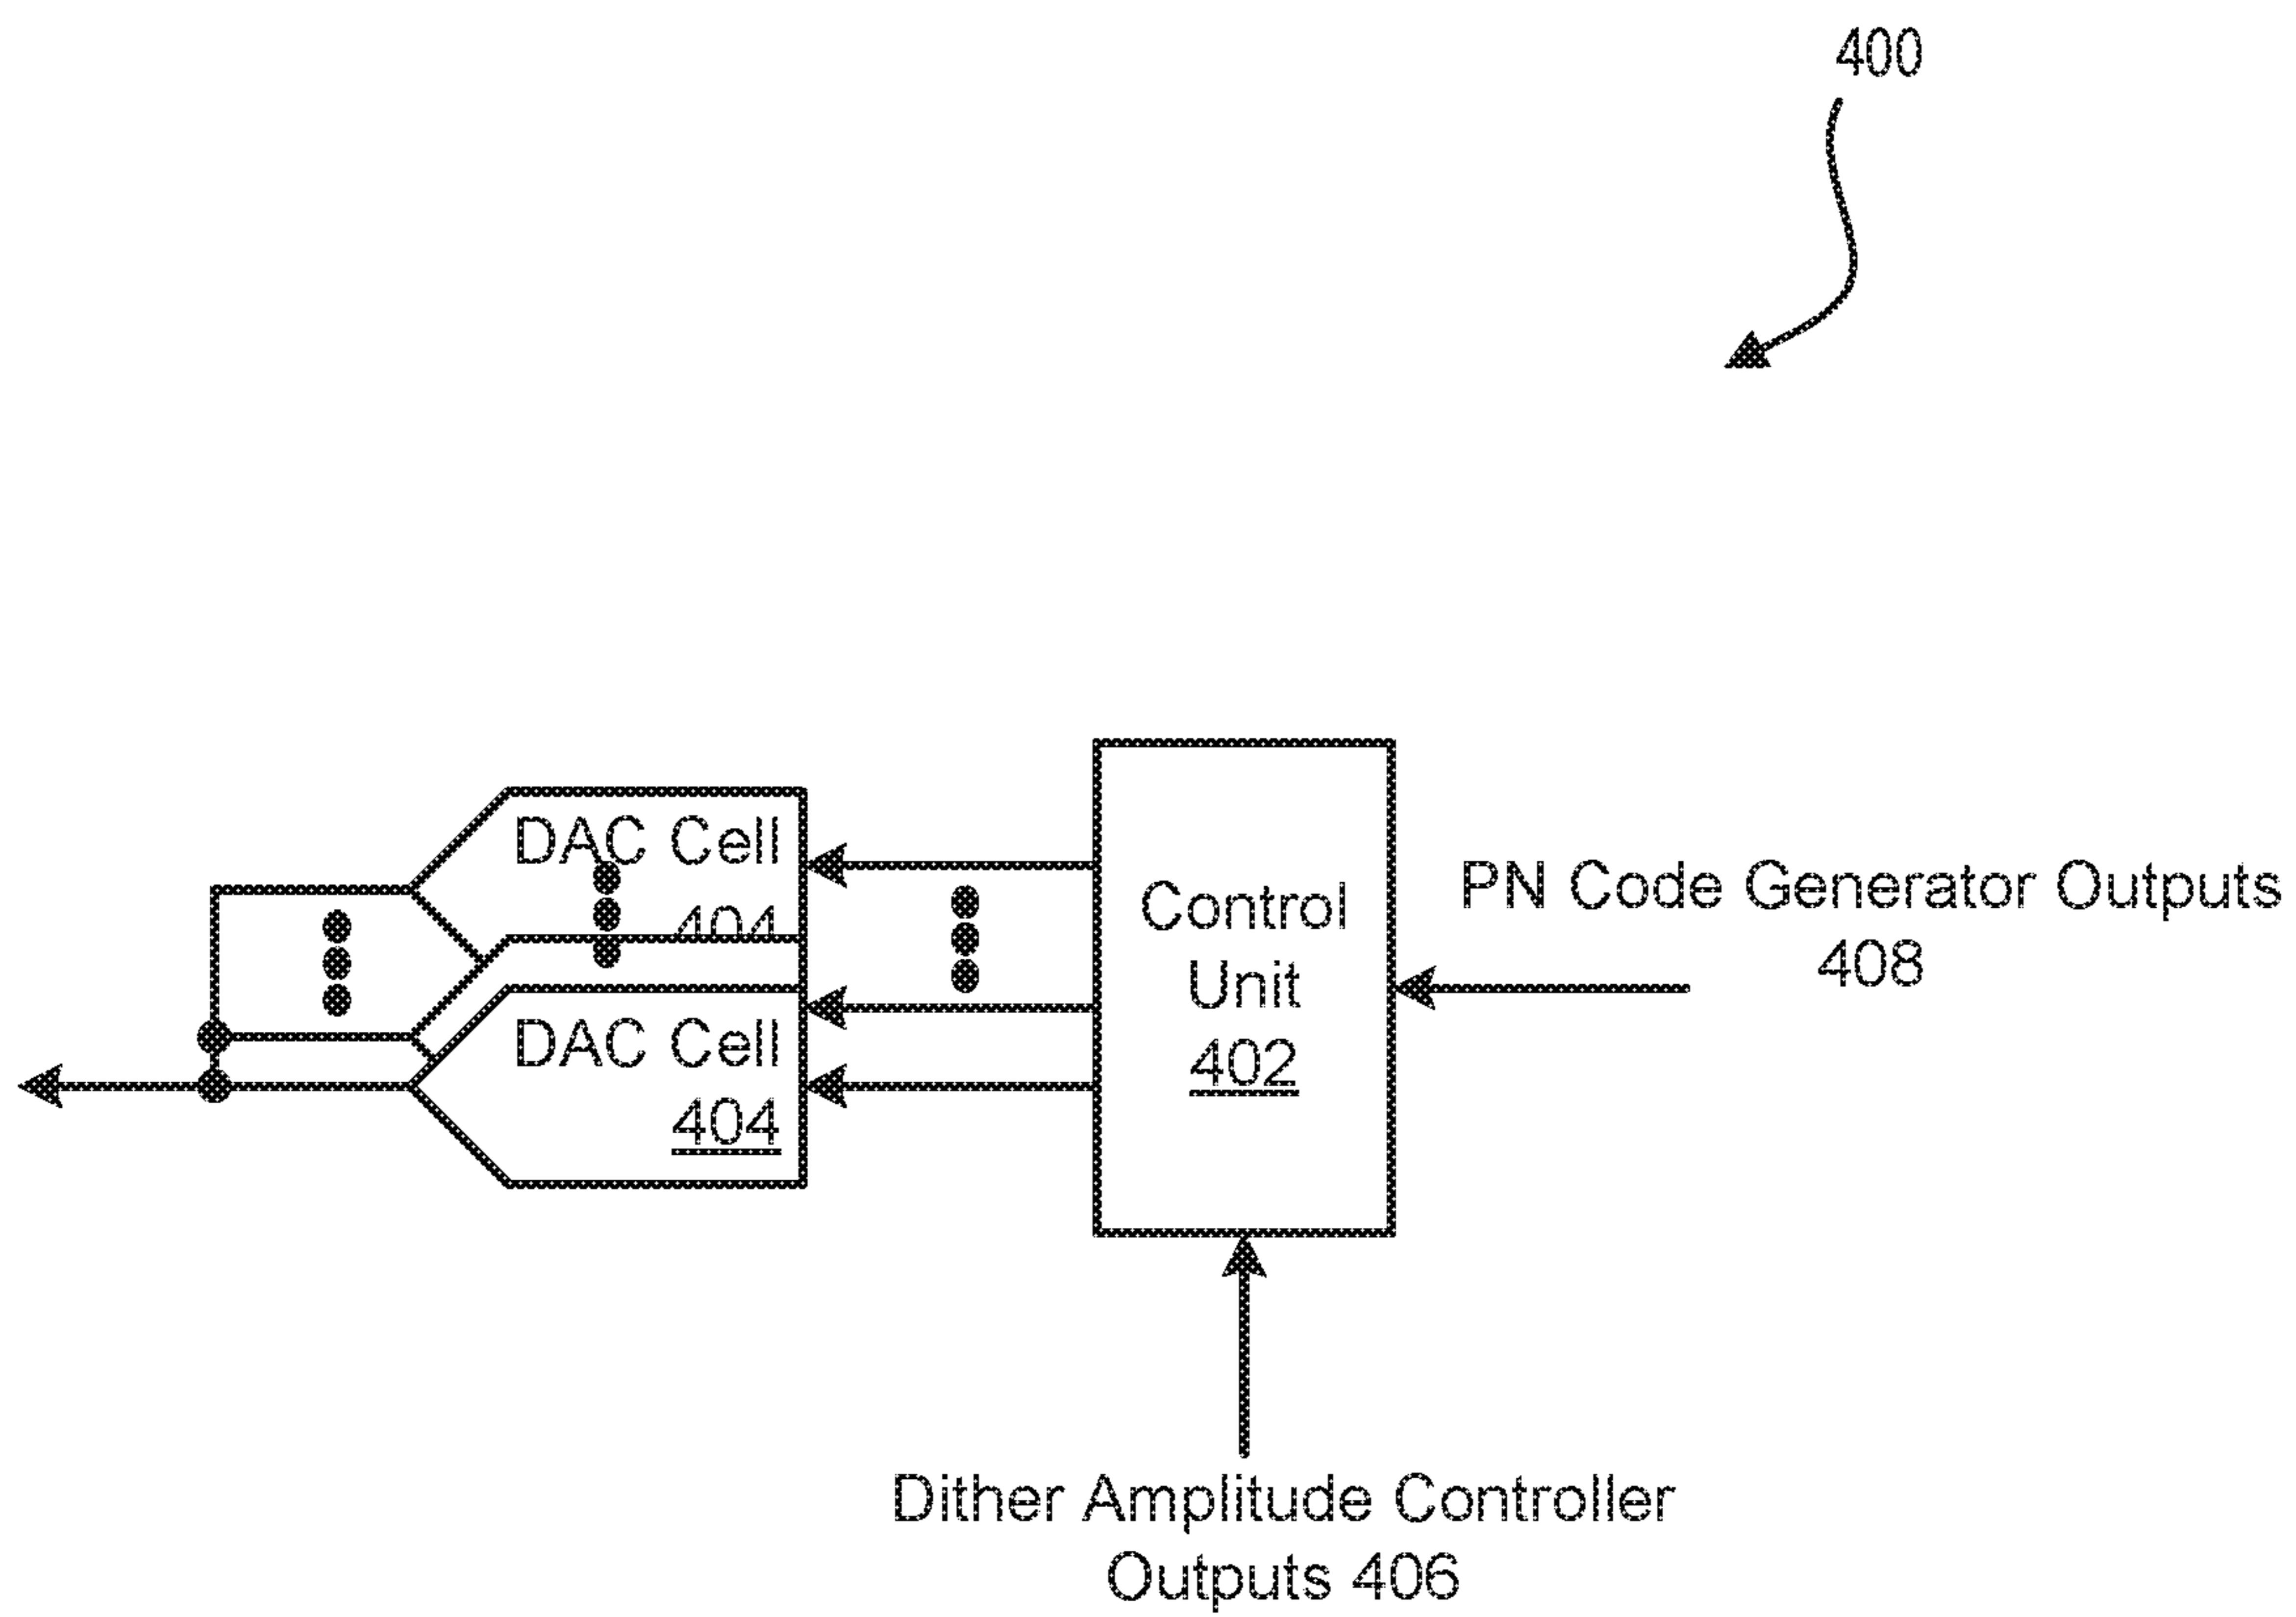 400
DAC Cell
404
DAC Cell
404
Control
Unit
402
PN Code Generator Outputs
408
Dither Amplitude Controller
Outputs 406